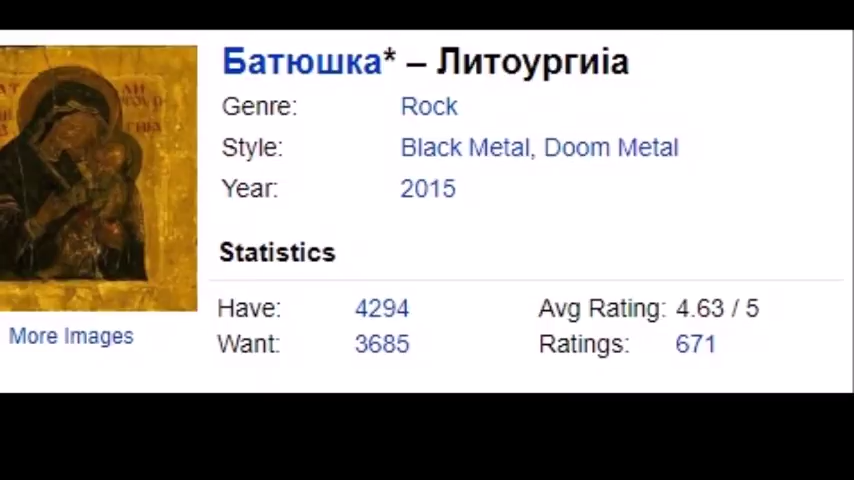 Батюшка* – Литоургиіа
Genre: Rock
Style: Black Metal, Doom Metal
Year: 2015
Statistics
Have: 4294 Avg Rating: 4.63 / 5
Want: 3685 Ratings: 671
More Images